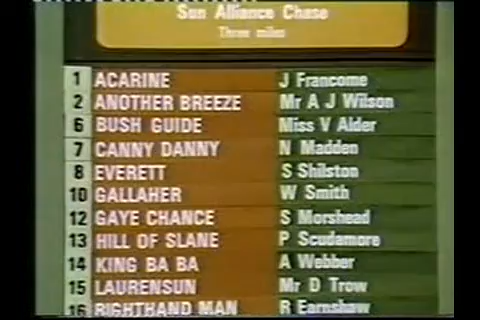 Sun Alliance Chase
Three miles
1 ACARINE J Francome
2 ANOTHER BREEZE Mr A J Wilson
6 BUSH GUIDE Miss V Alder
7 CANNY DANNY N Madden
8 EVERETT S Shilston
10 GALLAHER W Smith
12 GAYE CHANCE S Morshead
13 HILL OF SLANE P Scudamore
14 KING BA BA A Webber
15 LAURENSUN Mr D Trow
16 RIGHTHAND MAN R Earnshaw